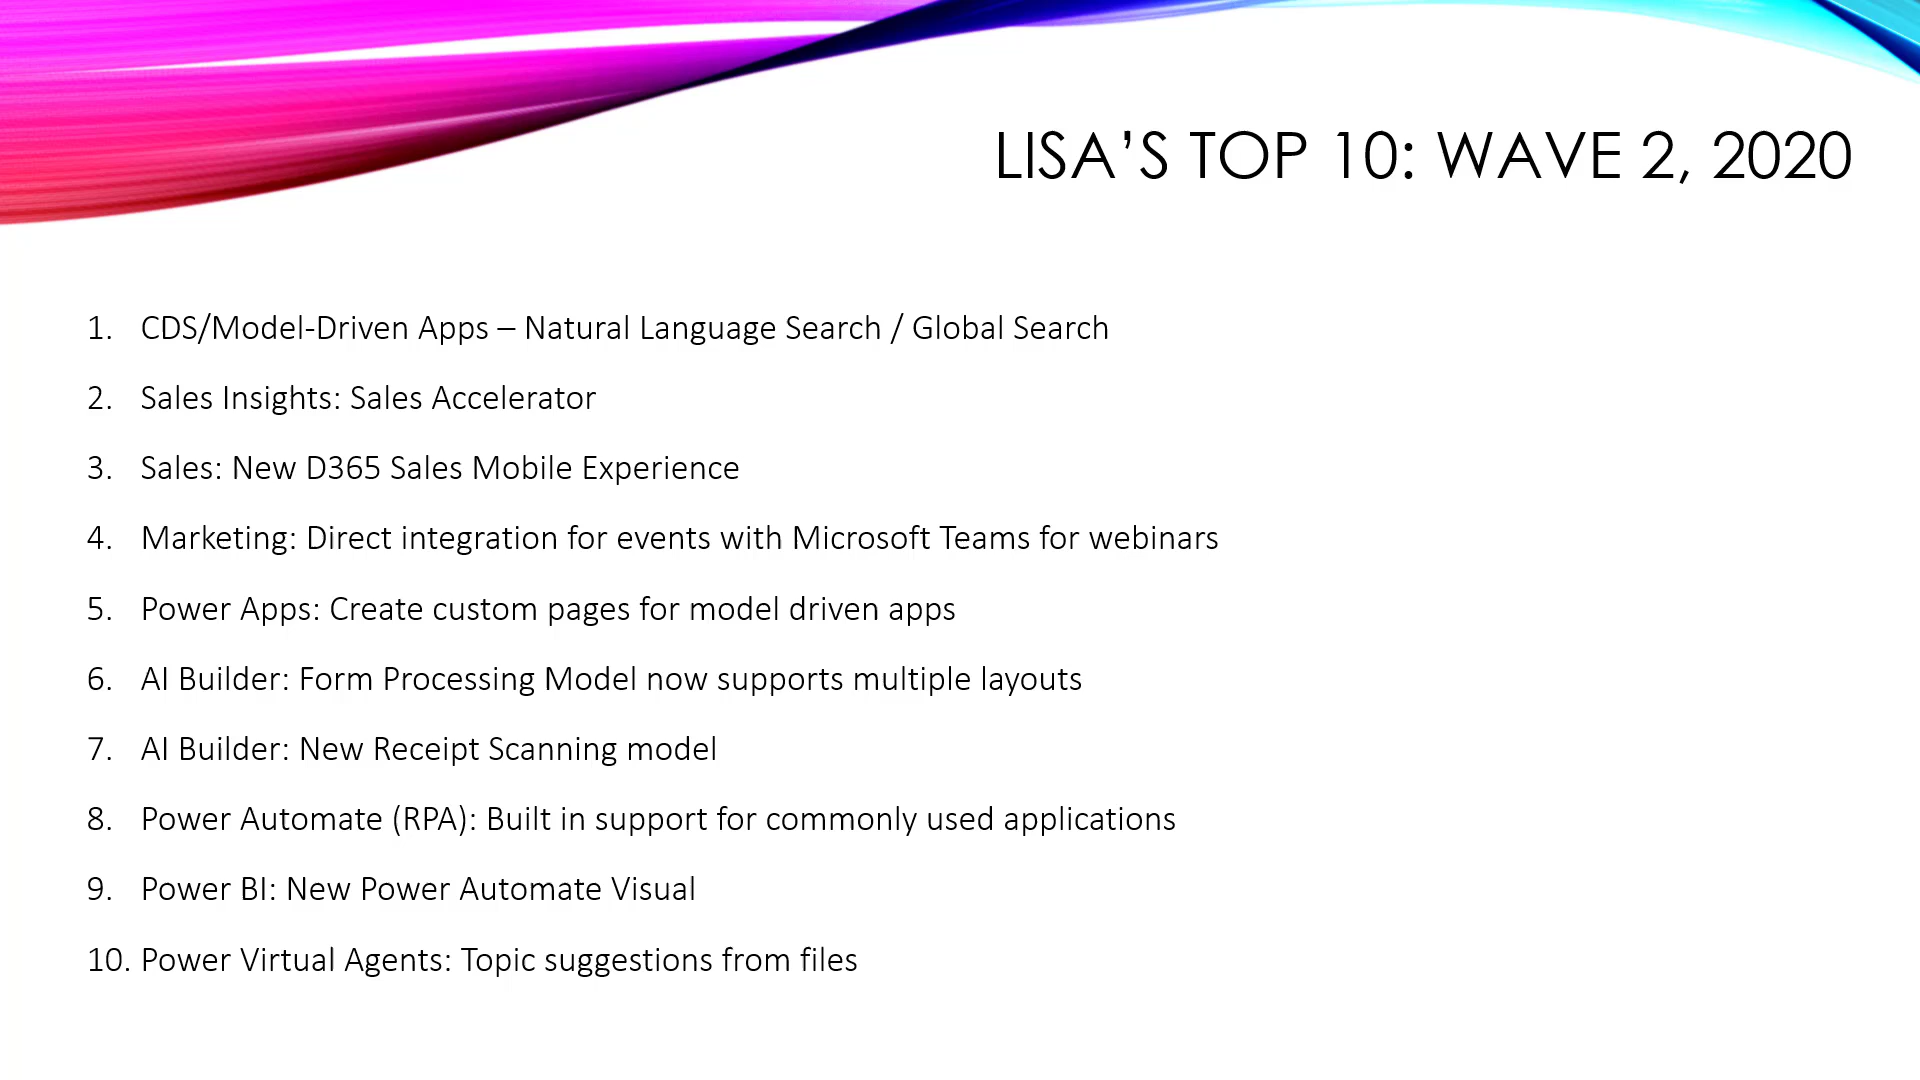 LISA’S TOP 10: WAVE 2, 2020
1. CDS/Model-Driven Apps – Natural Language Search / Global Search
2. Sales Insights: Sales Accelerator
3. Sales: New D365 Sales Mobile Experience
4. Marketing: Direct integration for events with Microsoft Teams for webinars
5. Power Apps: Create custom pages for model driven apps
6. AI Builder: Form Processing Model now supports multiple layouts
7. AI Builder: New Receipt Scanning model
8. Power Automate (RPA): Built in support for commonly used applications
9. Power BI: New Power Automate Visual
10. Power Virtual Agents: Topic suggestions from files